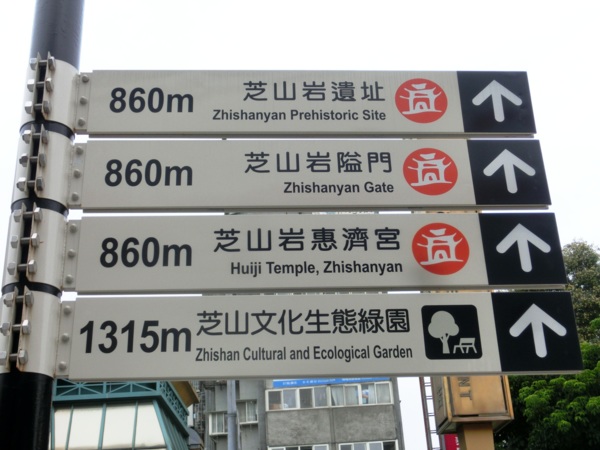 860m
芝山岩遺址
Zhishanyan Prehistoric Site
860m
芝山岩隘門
Zhishanyan Gate
860m
芝山岩惠濟宮
Huiji Temple, Zhishanyan
1315m
芝山文化生態綠園
Zhishan Cultural and Ecological Garden